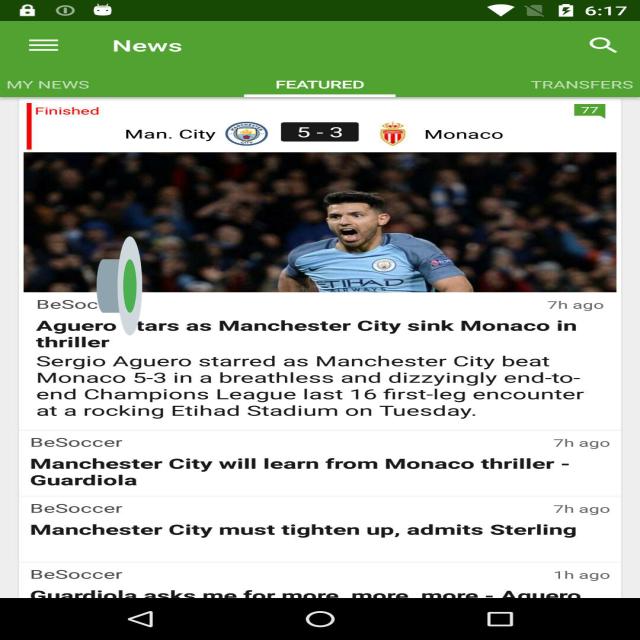 6:17
News
MY NEWS FEATURED TRANSFERS
Finished 77
Man. City 5 - 3 Monaco
ETIHAD
AIRWAYS
7h ago
Aguero tars as Manchester City sink Monaco in
thriller
Sergio Aguero starred as Manchester City beat
Monaco 5-3 in a breathless and dizzyingly end-to-
end Champions League last 16 first-leg encounter
at a rocking Etihad Stadium on Tuesday.
BeSoccer 7h ago
Manchester City will learn from Monaco thriller -
Guardiola
BeSoccer 7h ago
Manchester City must tighten up, admits Sterling
BeSoccer 1h ago
Guardiola asks me for more, more, more - Aguero